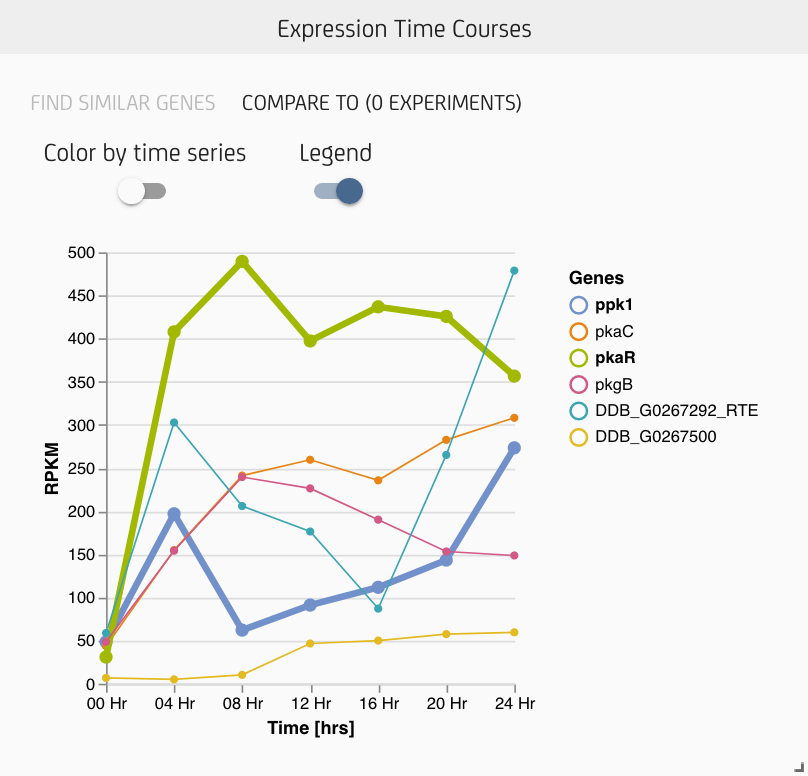 Expression Time Courses
FIND SIMILAR GENES COMPARE TO (0 EXPERIMENTS)
Color by time series Legend
500
450
400
350
300
250
200
150
100
50
0
RPKM
00 Hr 04 Hr 08 Hr 12 Hr 16 Hr 20 Hr 24 Hr
Time [hrs]
Genes
ppk1
pkaC
pkaR
pkgB
DDB_G0267292_RTE
DDB_G0267500